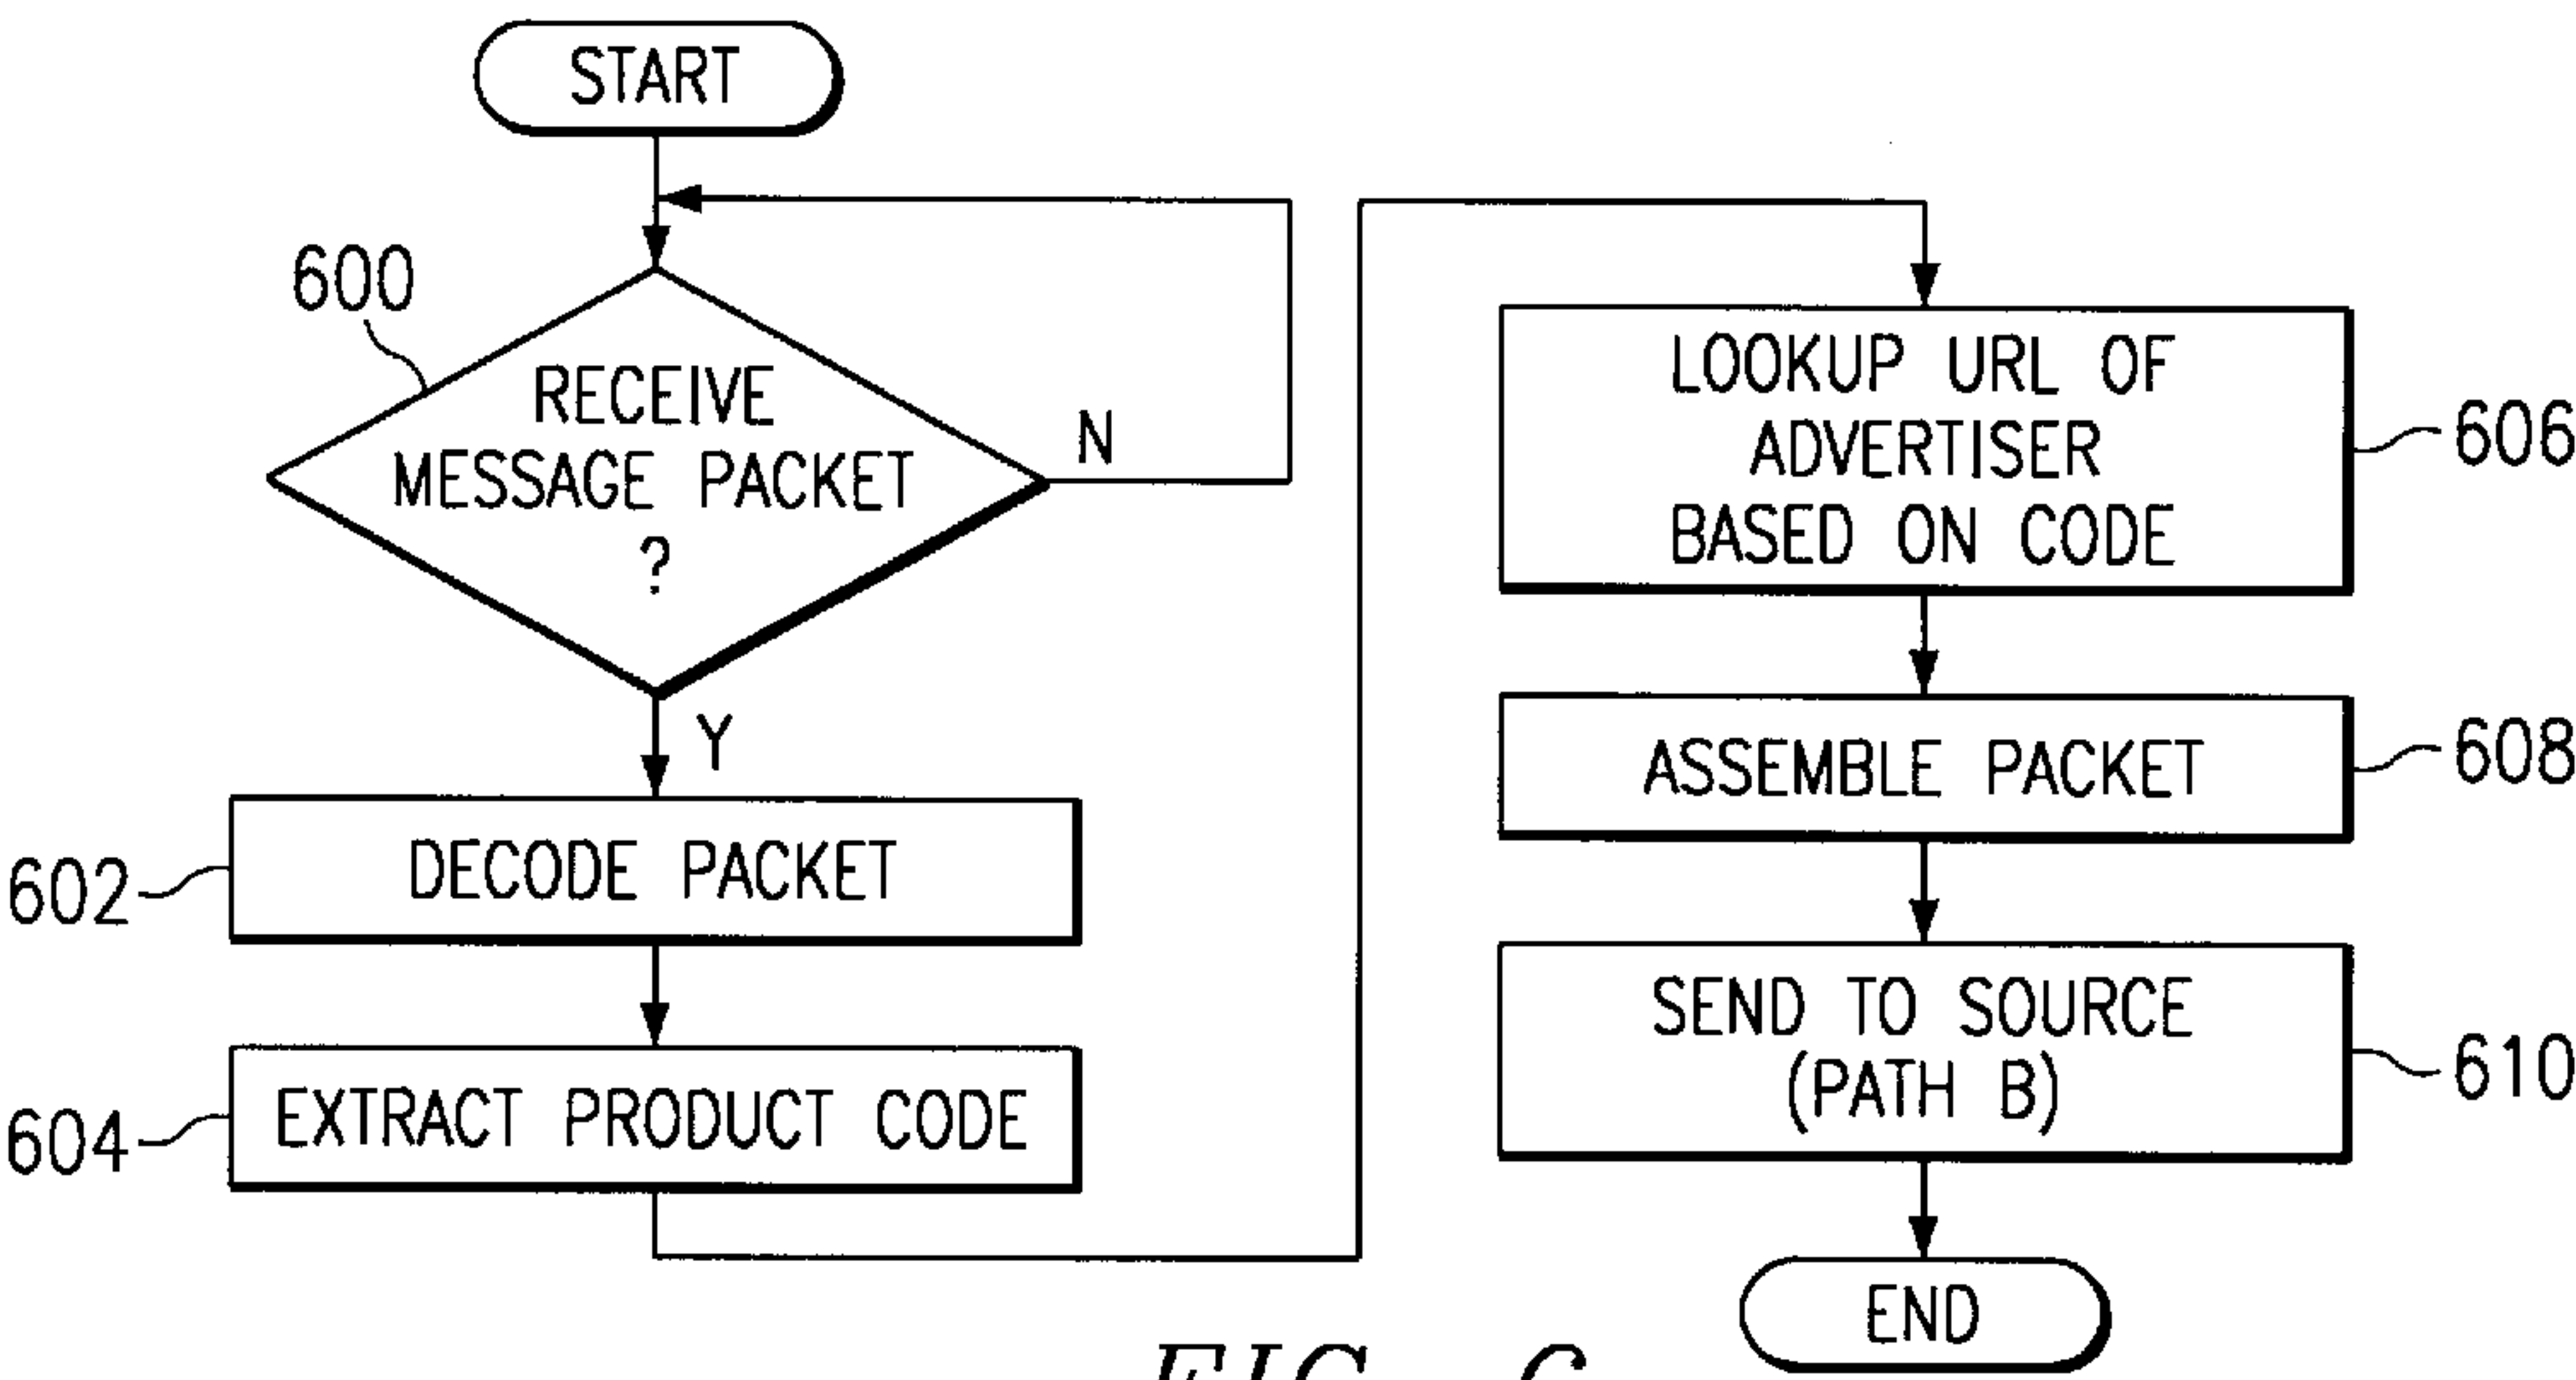 START
600
RECEIVE
MESSAGE PACKET
?
N
Y
602
DECODE PACKET
604
EXTRACT PRODUCT CODE
LOOKUP URL OF
ADVERTISER
BASED ON CODE
606
ASSEMBLE PACKET
608
SEND TO SOURCE
(PATH B)
610
END
FIG.